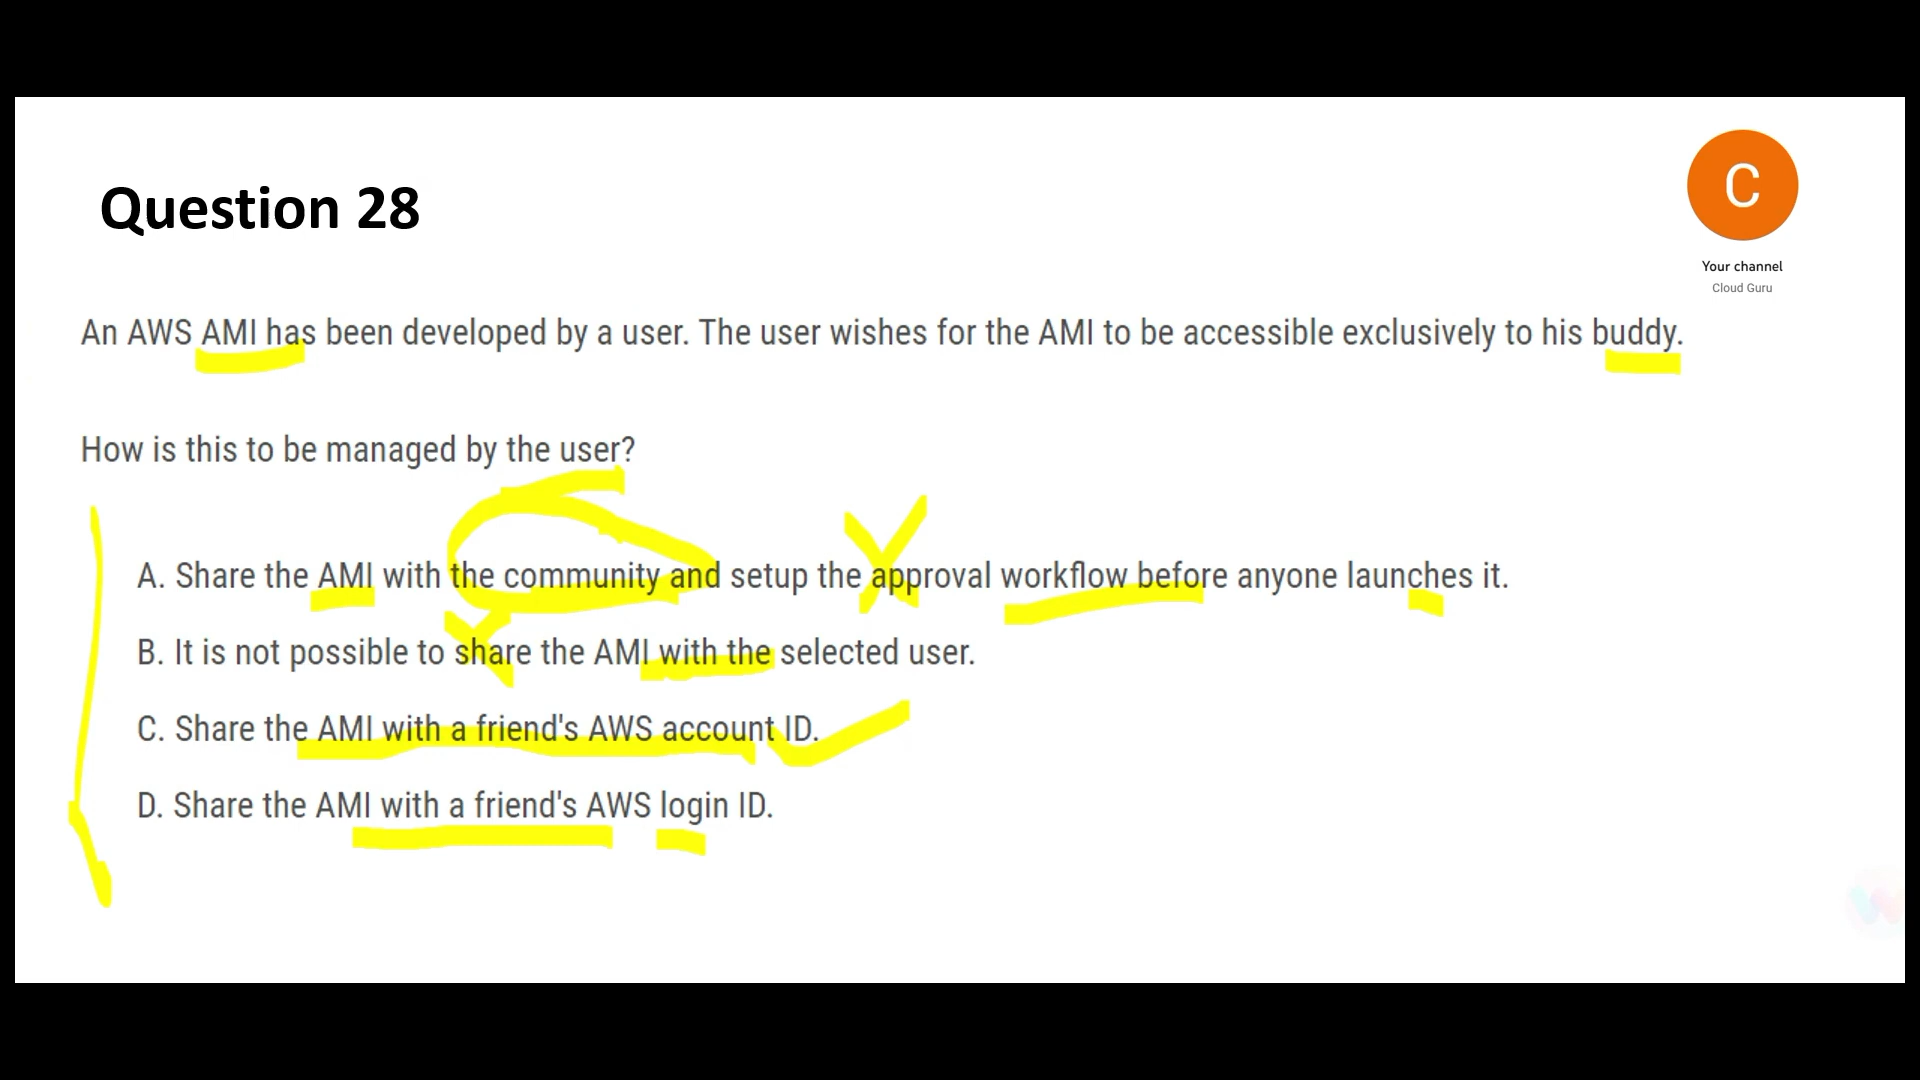 Question 28
C
Your channel
Cloud Guru
An AWS AMI has been developed by a user. The user wishes for the AMI to be accessible exclusively to his buddy.
How is this to be managed by the user?
A. Share the AMI with the community and setup the approval workflow before anyone launches it.
B. It is not possible to share the AMI with the selected user.
C. Share the AMI with a friend's AWS account ID.
D. Share the AMI with a friend's AWS login ID.